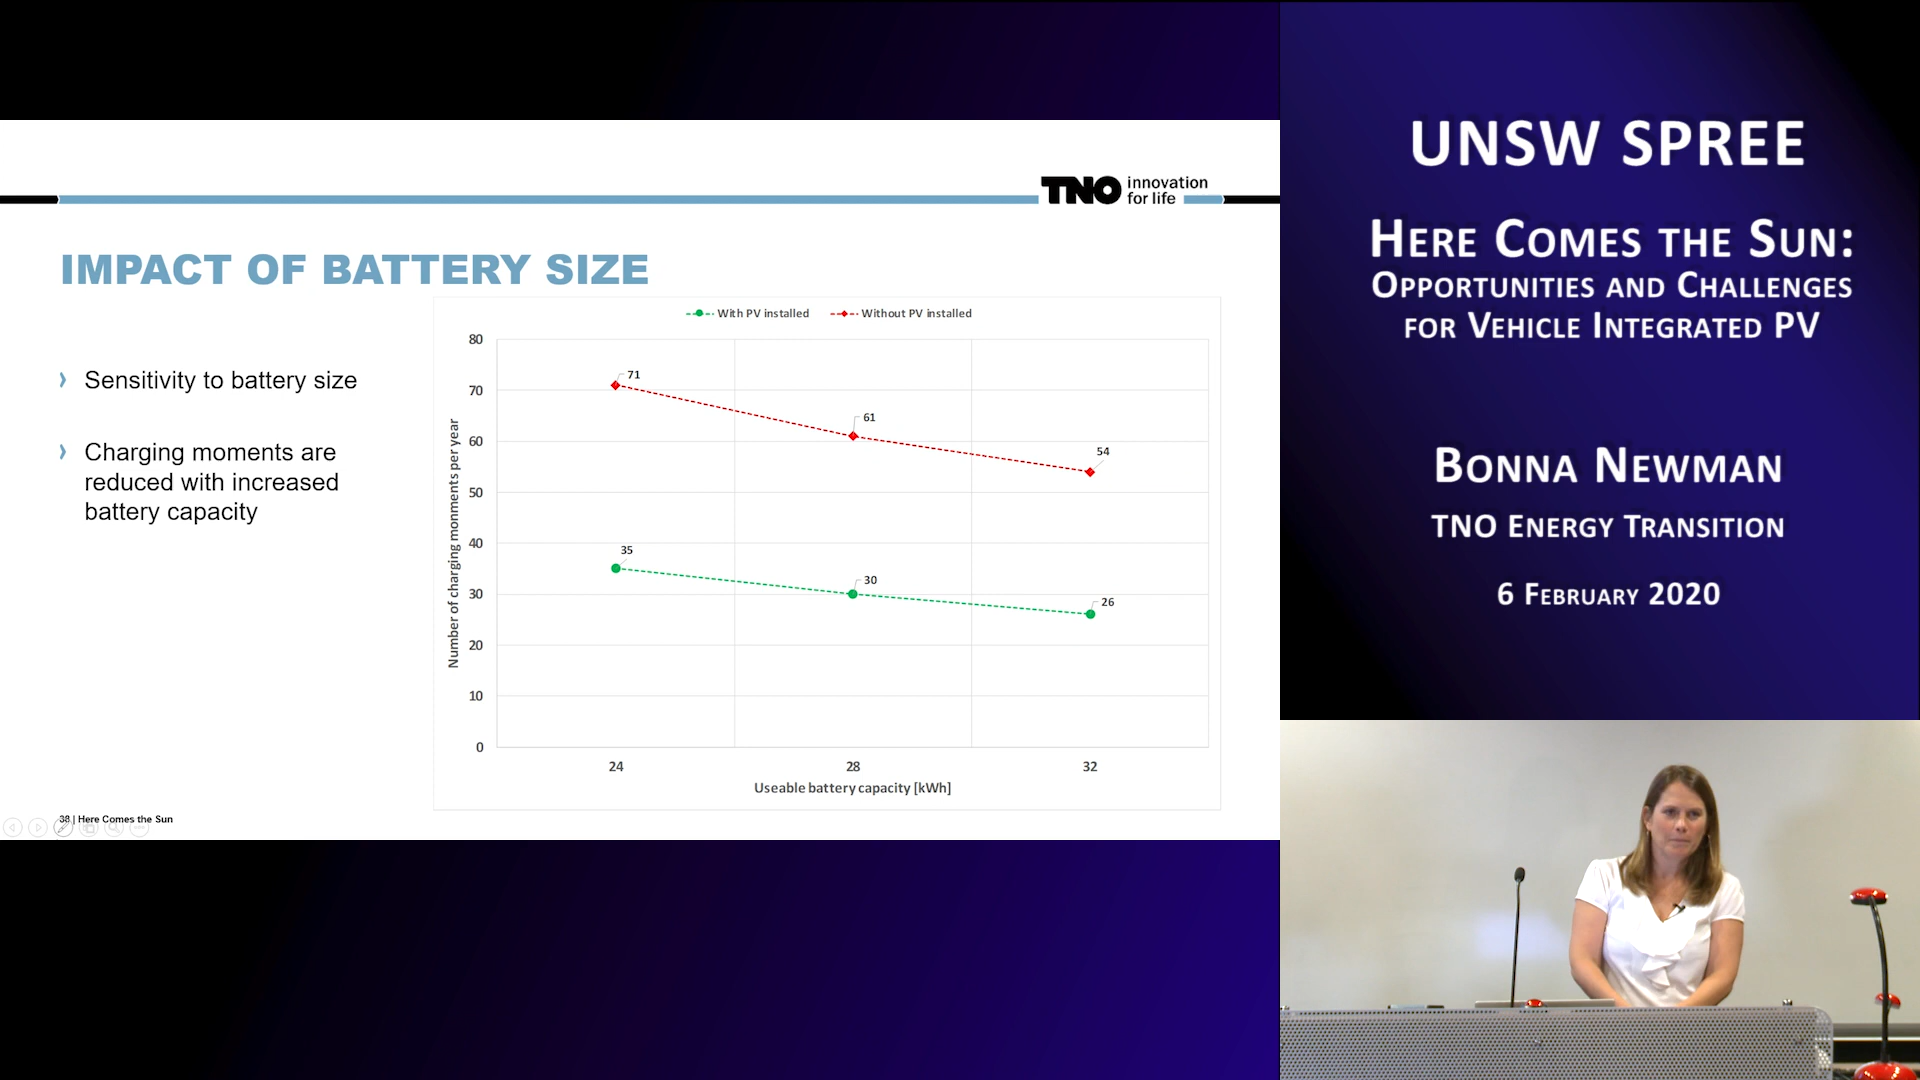 TNO innovation
for life
IMPACT OF BATTERY SIZE
Sensitivity to battery size
Charging moments are
reduced with increased
battery capacity
With PV installed
Without PV installed
Number of charging monments per year
80
70
60
50
40
30
20
10
0
71
61
54
35
30
26
24
28
32
Useable battery capacity [kWh]
38 | Here Comes the Sun
UNSW SPREE
HERE COMES THE SUN:
OPPORTUNITIES AND CHALLENGES
FOR VEHICLE INTEGRATED PV
BONNA NEWMAN
TNO ENERGY TRANSITION
6 FEBRUARY 2020